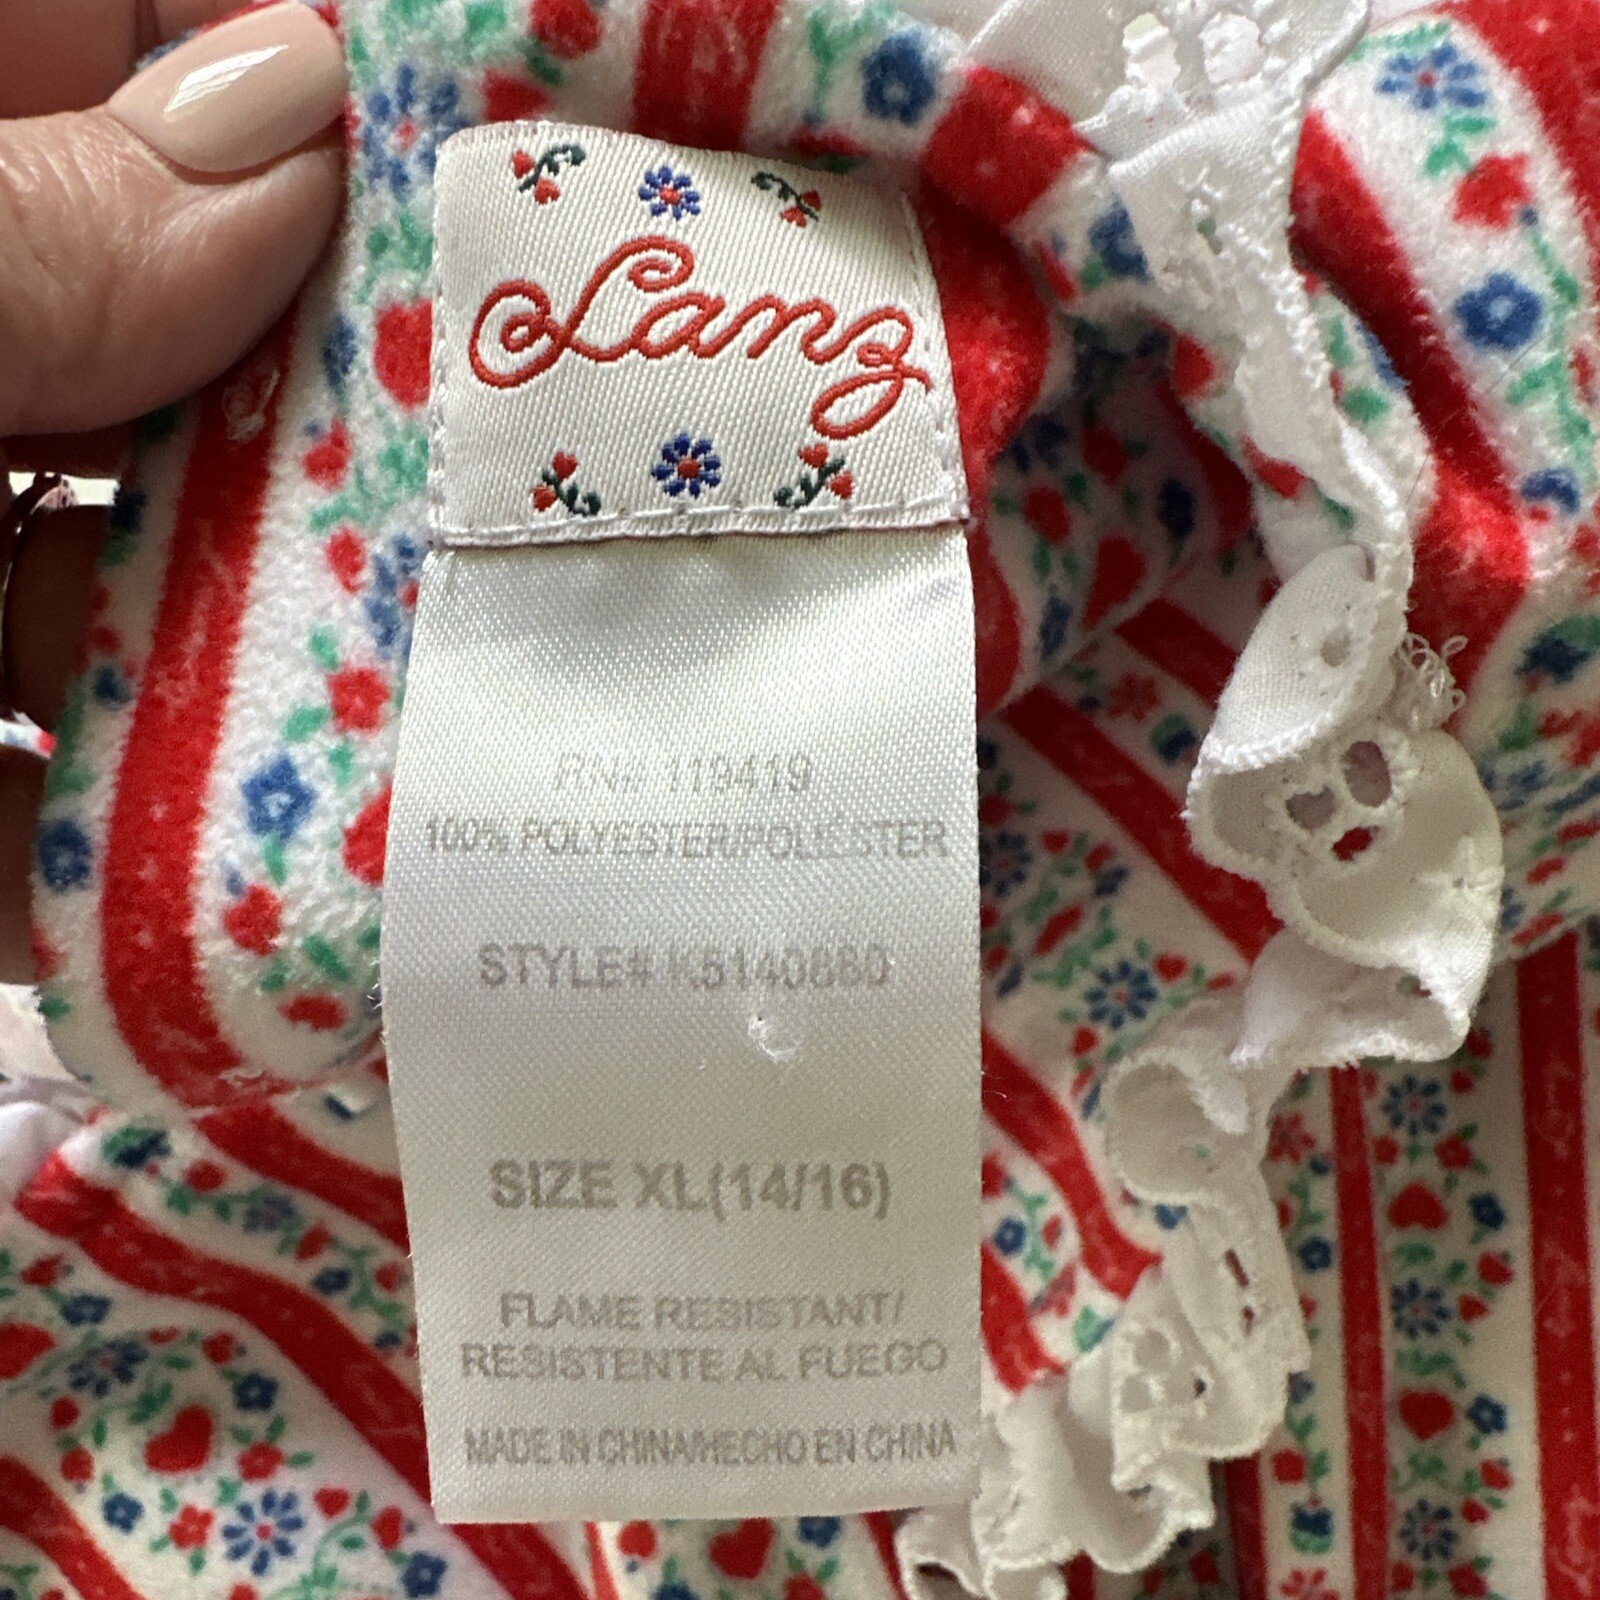 Lanz
RN# 119419
100% POLYESTER/POLIESTER
STYLE# K5140880
SIZE XL(14/16)
FLAME RESISTANT/
RESISTENTE AL FUEGO
MADE IN CHINA/HECHO EN CHINA